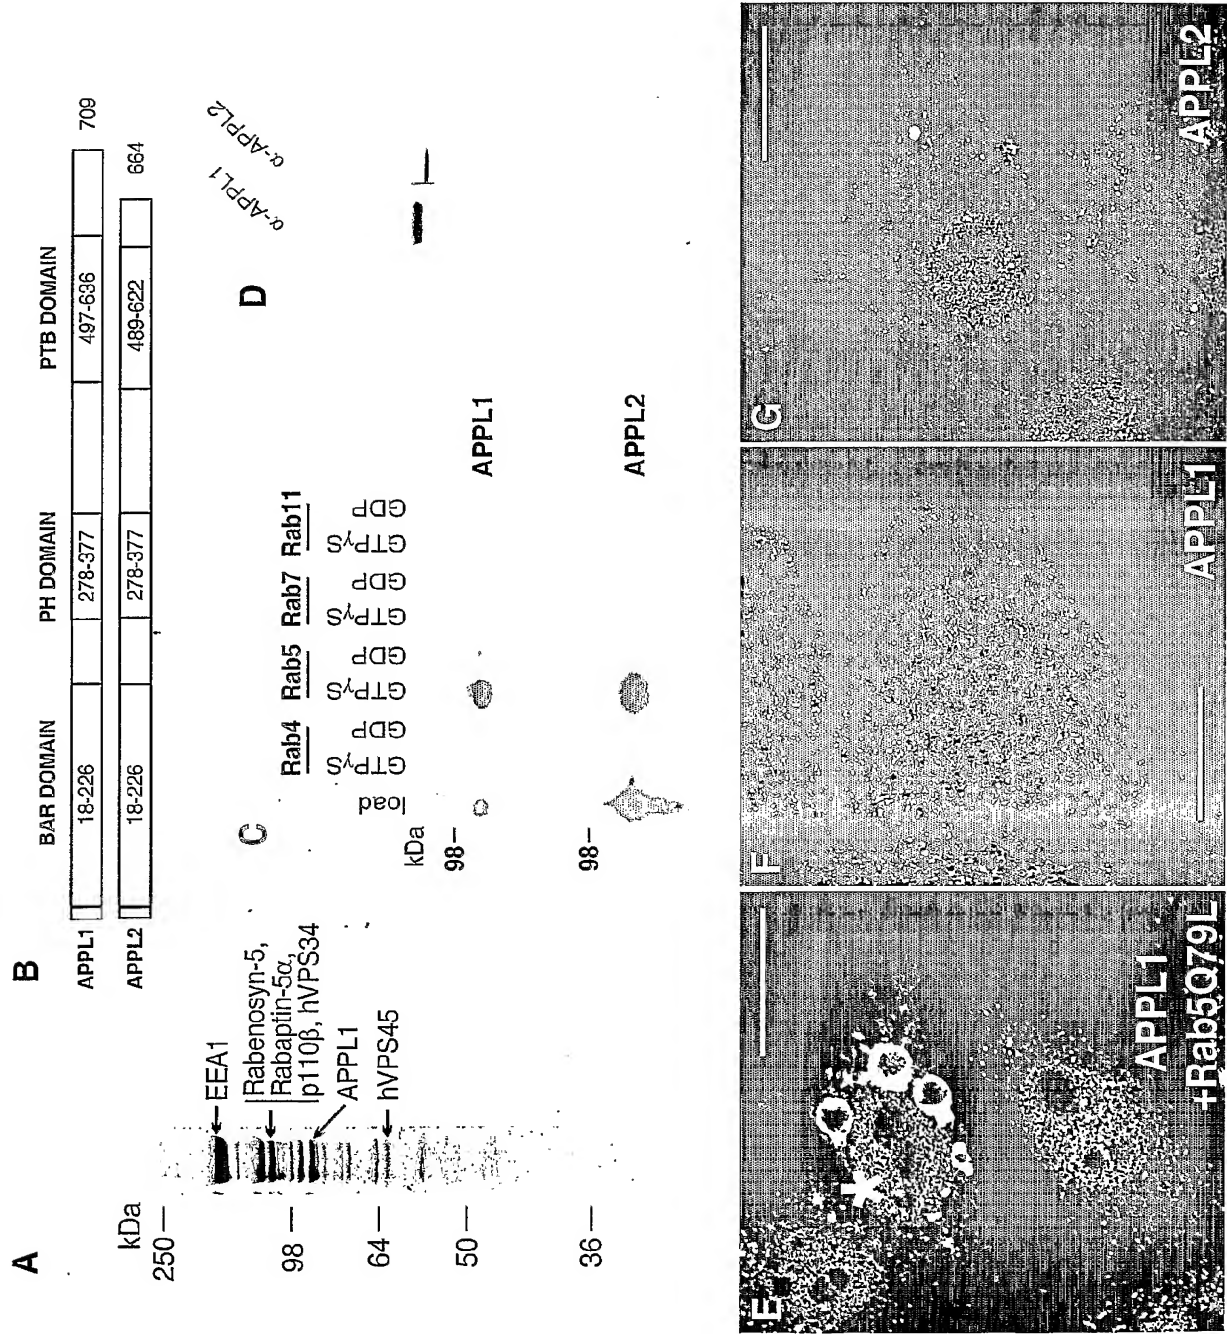 A
kDa
250
98
64
50
36
EEA1
Rabenosyn-5,
Rabaptin-5α,
p110β, hVPS34
APPL1
hVPS45
B
BAR DOMAIN PH DOMAIN PTB DOMAIN
APPL1 18-226 278-377 497-636 709
APPL2 18-226 278-377 489-622 664
C
Rab4 Rab5 Rab7 Rab11
load GTPγS GDP GTPγS GDP GTPγS GDP GTPγS GDP
kDa
98
APPL1
98
APPL2
D
α-APPL1 α-APPL2
E
APPL1
+Rab5Q79L
F
APPL1
G
APPL2